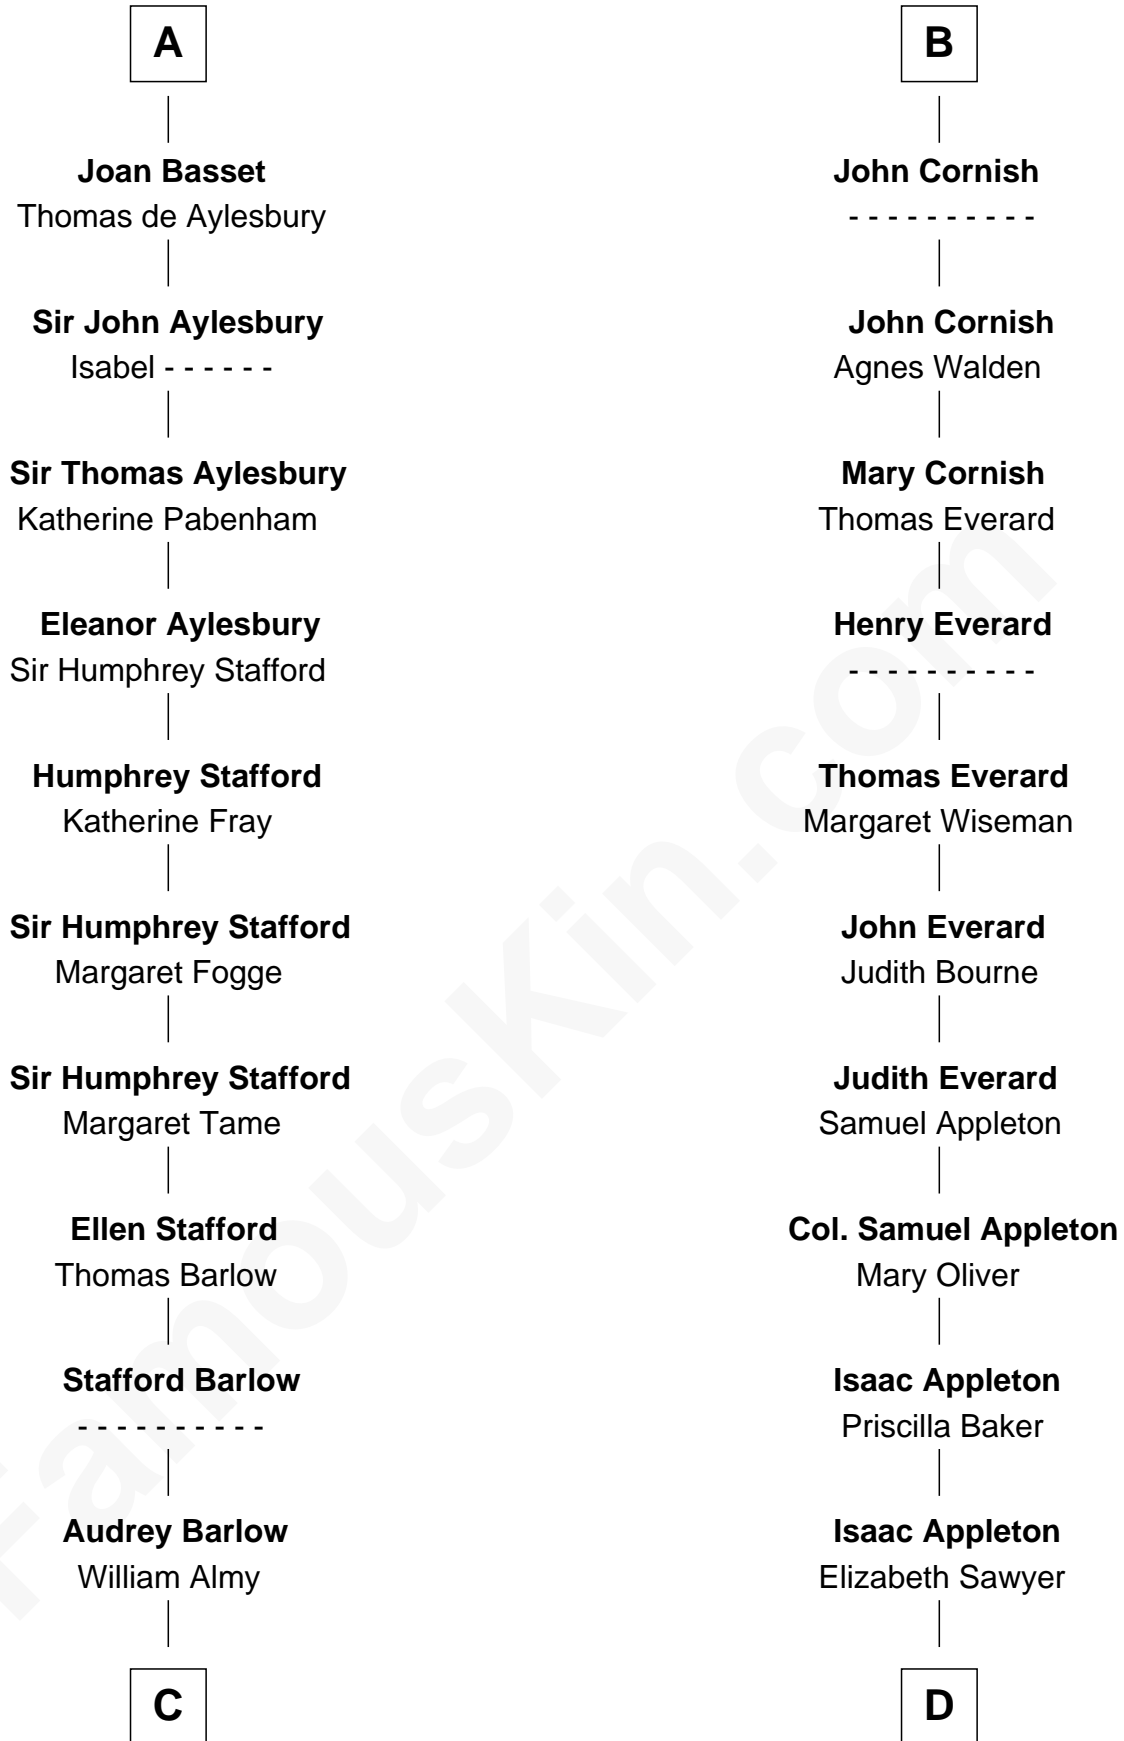 A
Joan Basset
Thomas de Aylesbury
Sir John Aylesbury
Isabel - - - - - -
Sir Thomas Aylesbury
Katherine Pabenham
Eleanor Aylesbury
Sir Humphrey Stafford
Humphrey Stafford
Katherine Fray
Sir Humphrey Stafford
Margaret Fogge
Sir Humphrey Stafford
Margaret Tame
Ellen Stafford
Thomas Barlow
Stafford Barlow
- - - - - - - - - -
Audrey Barlow
William Almy
C
B
John Cornish
- - - - - - - - - -
John Cornish
Agnes Walden
Mary Cornish
Thomas Everard
Henry Everard
- - - - - - - - - -
Thomas Everard
Margaret Wiseman
John Everard
Judith Bourne
Judith Everard
Samuel Appleton
Col. Samuel Appleton
Mary Oliver
Isaac Appleton
Priscilla Baker
Isaac Appleton
Elizabeth Sawyer
D
FamousKin.com